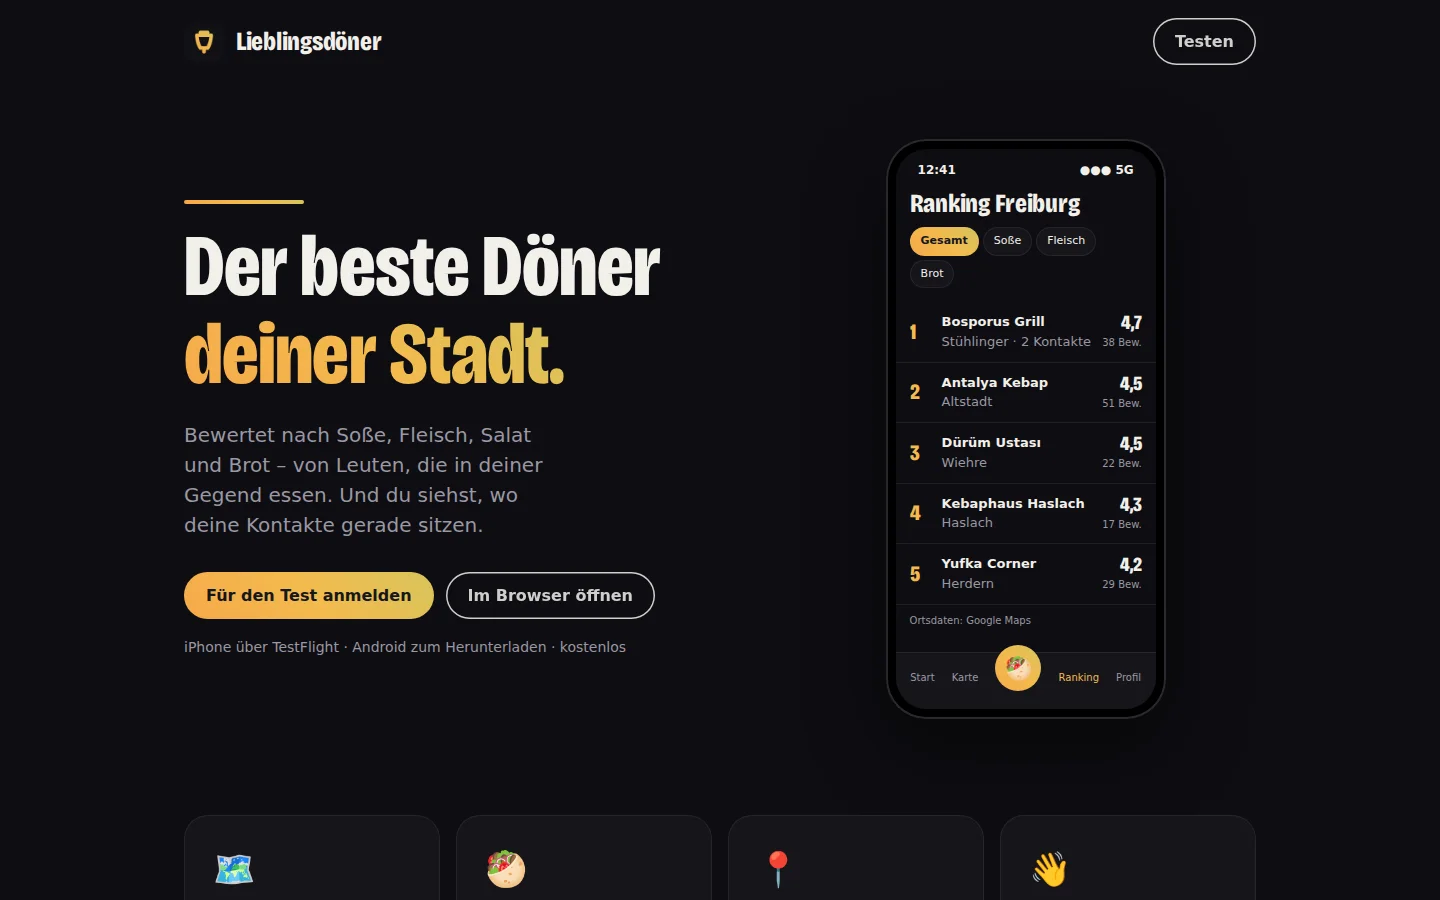 Lieblingsdöner
Testen
Der beste Döner
deiner Stadt.
Bewertet nach Soße, Fleisch, Salat
und Brot – von Leuten, die in deiner
Gegend essen. Und du siehst, wo
deine Kontakte gerade sitzen.
Für den Test anmelden
Im Browser öffnen
iPhone über TestFlight · Android zum Herunterladen · kostenlos
12:41
●●● 5G
Ranking Freiburg
Gesamt
Soße
Fleisch
Brot
1
Bosporus Grill
4,7
Stühlinger · 2 Kontakte
38 Bew.
2
Antalya Kebap
4,5
Altstadt
51 Bew.
3
Dürüm Ustası
4,5
Wiehre
22 Bew.
4
Kebaphaus Haslach
4,3
Haslach
17 Bew.
5
Yufka Corner
4,2
Herdern
29 Bew.
Ortsdaten: Google Maps
Start
Karte
Ranking
Profil